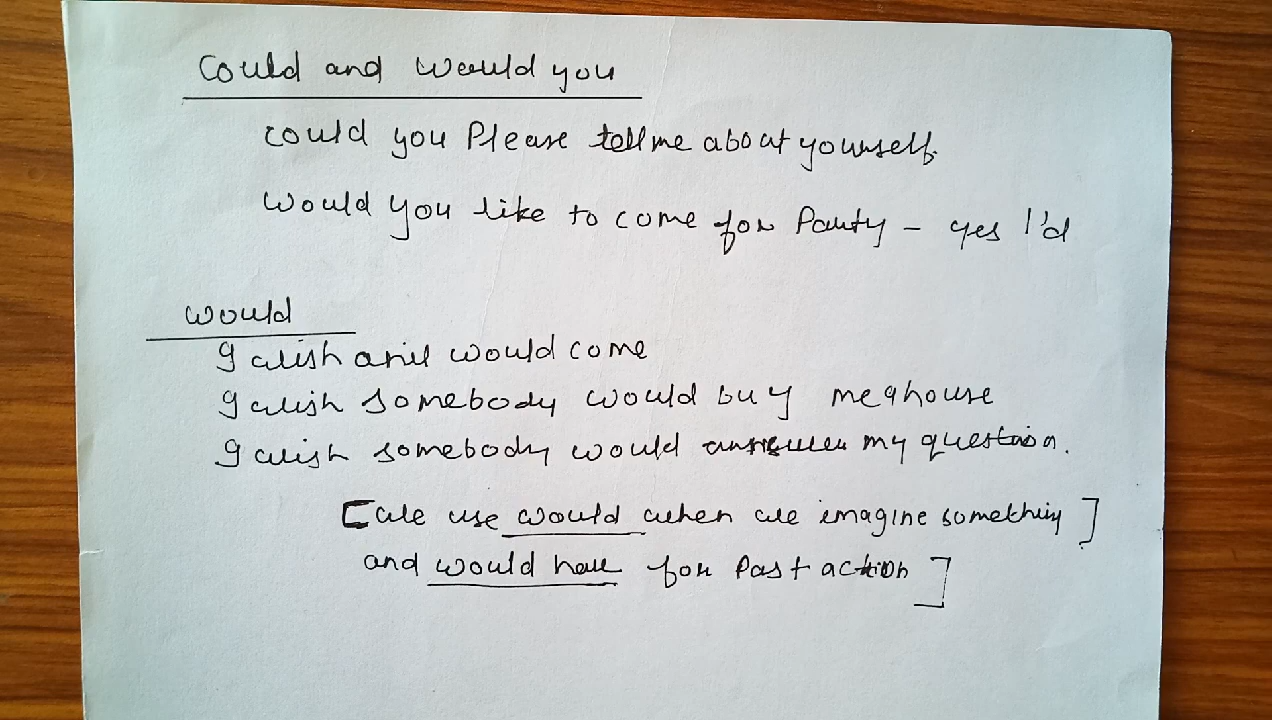 Could and Would you
could you Please tell me about yourself.
Would you like to come for Party - yes I'd
would
I wish anil would come
I wish somebody would buy me a house
I wish somebody would answer my question.
[ We use would when we imagine something ]
and would have for Past action ]